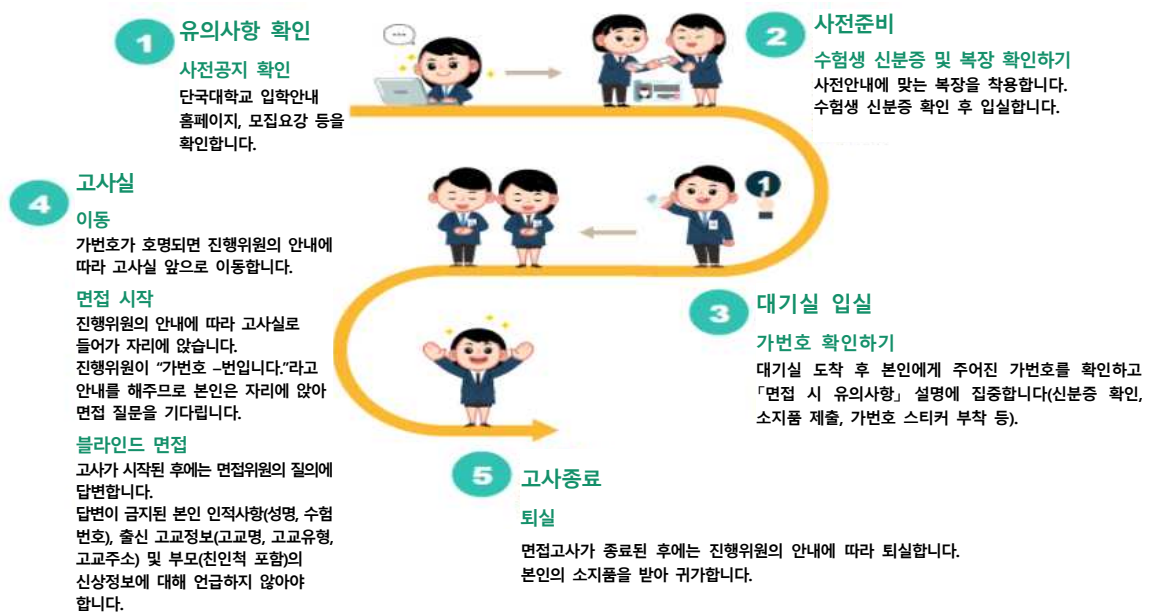 1
유의사항 확인
사전공지 확인
단국대학교 입학안내
홈페이지, 모집요강 등을
확인합니다.
2
사전준비
수험생 신분증 및 복장 확인하기
사전안내에 맞는 복장을 착용합니다.
수험생 신분증 확인 후 입실합니다.
1
3
대기실 입실
가번호 확인하기
대기실 도착 후 본인에게 주어진 가번호를 확인하고
「면접 시 유의사항」 설명에 집중합니다(신분증 확인,
소지품 제출, 가번호 스티커 부착 등).
4
고사실
이동
가번호가 호명되면 진행위원의 안내에
따라 고사실 앞으로 이동합니다.
면접 시작
진행위원의 안내에 따라 고사실로
들어가 자리에 앉습니다.
진행위원이 “가번호 –번입니다.”라고
안내를 해주므로 본인은 자리에 앉아
면접 질문을 기다립니다.
블라인드 면접
고사가 시작된 후에는 면접위원의 질의에
답변합니다.
답변이 금지된 본인 인적사항(성명, 수험
번호), 출신 고교정보(고교명, 고교유형,
고교주소) 및 부모(친인척 포함)의
신상정보에 대해 언급하지 않아야
합니다.
5
고사종료
퇴실
면접고사가 종료된 후에는 진행위원의 안내에 따라 퇴실합니다.
본인의 소지품을 받아 귀가합니다.